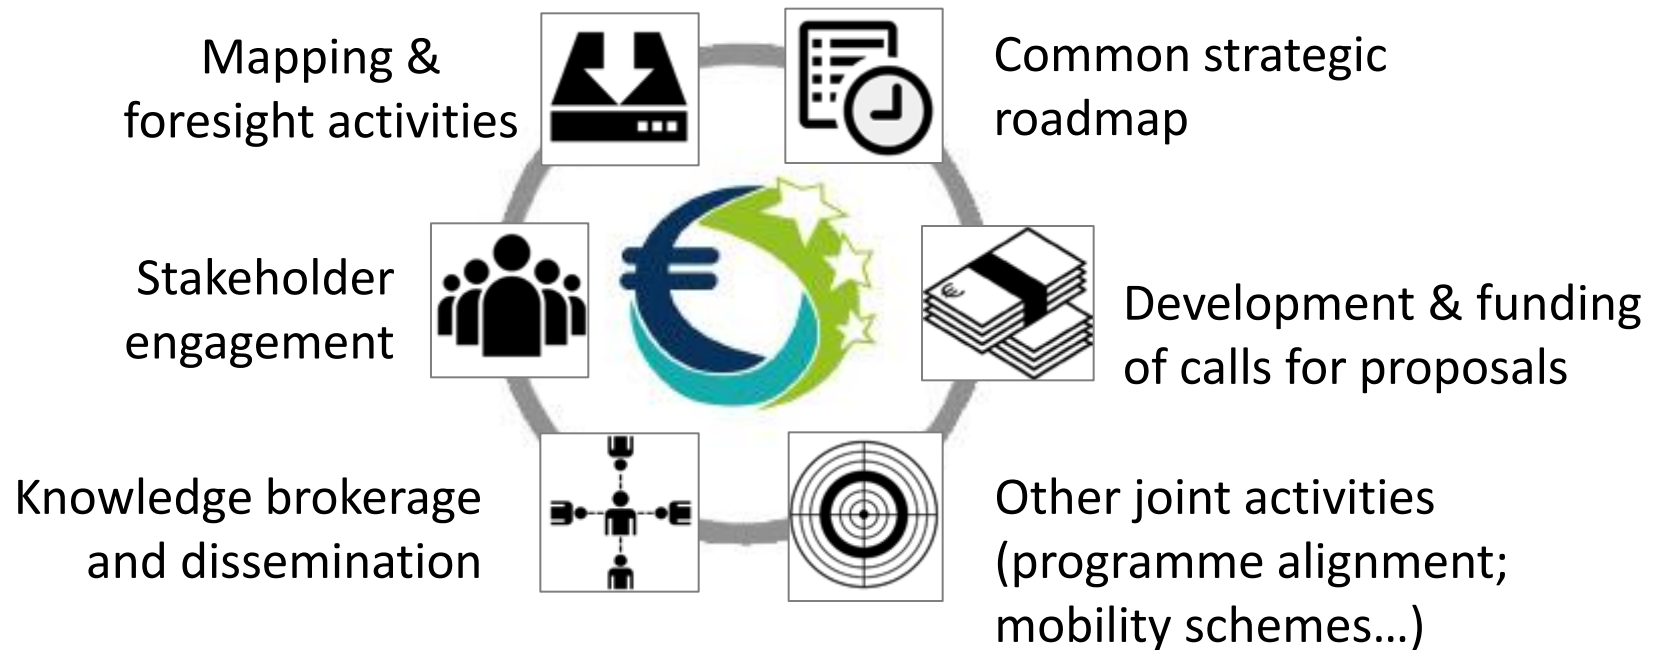 Mapping &
foresight activities
Common strategic
roadmap
Stakeholder
engagement
Development & funding
of calls for proposals
Knowledge brokerage
and dissemination
Other joint activities
(programme alignment;
mobility schemes...)